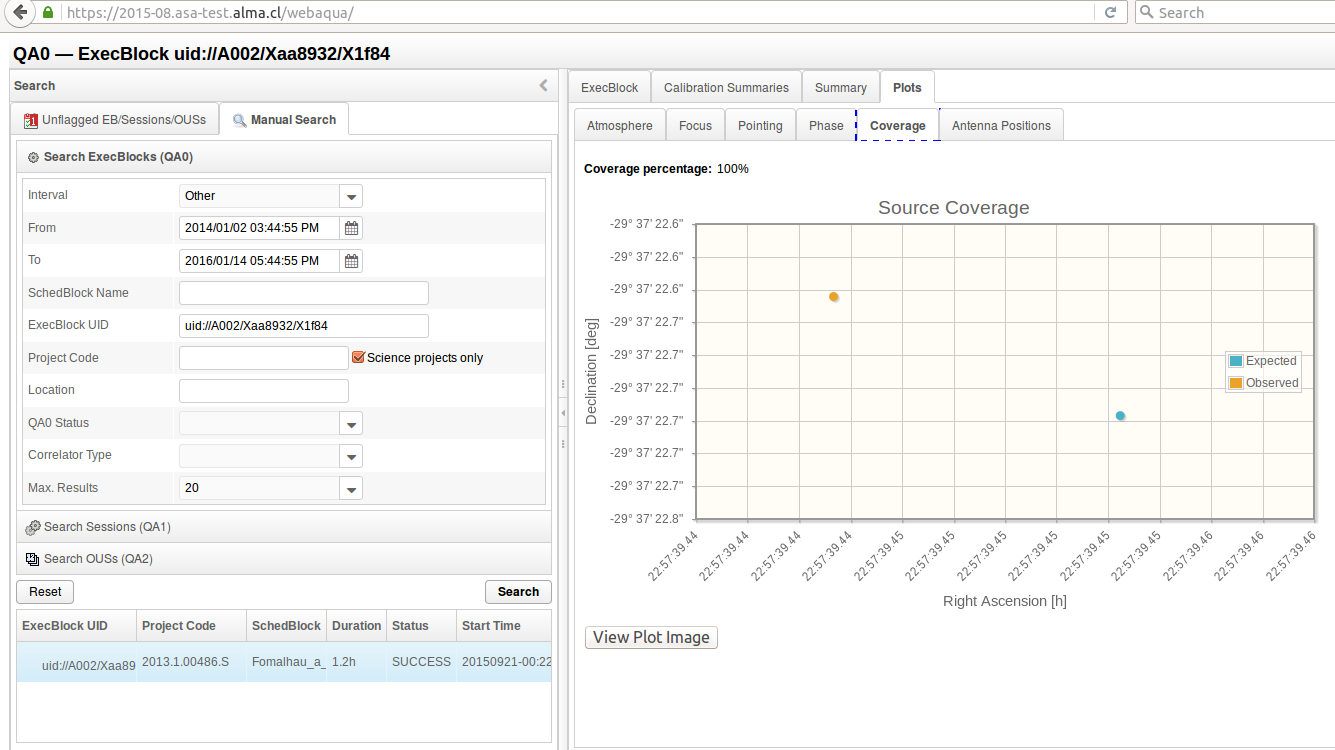 https://2015-08.asa-test.alma.cl/webaqua/
Search
QA0 — ExecBlock uid://A002/Xaa8932/X1f84
Search
Unflagged EB/Sessions/OUSs
Manual Search
Search ExecBlocks (QA0)
Interval Other
From 2014/01/02 03:44:55 PM
To 2016/01/14 05:44:55 PM
SchedBlock Name
ExecBlock UID uid://A002/Xaa8932/X1f84
Project Code Science projects only
Location
QA0 Status
Correlator Type
Max. Results 20
Search Sessions (QA1)
Search OUSs (QA2)
Reset Search
ExecBlock UID Project Code SchedBlock Duration Status Start Time
uid://A002/Xaa89 2013.1.00486.S Fomalhau_a_ 1.2h SUCCESS 20150921-00:22
ExecBlock Calibration Summaries Summary Plots
Atmosphere Focus Pointing Phase Coverage Antenna Positions
Coverage percentage: 100%
Source Coverage
-29° 37' 22.6"
-29° 37' 22.6"
-29° 37' 22.6"
-29° 37' 22.7"
-29° 37' 22.7"
-29° 37' 22.7"
-29° 37' 22.7"
-29° 37' 22.7"
-29° 37' 22.7"
-29° 37' 22.8"
Declination [deg]
Expected
Observed
22:57:39.44 22:57:39.44 22:57:39.44 22:57:39.44 22:57:39.45 22:57:39.45 22:57:39.45 22:57:39.45 22:57:39.45 22:57:39.45 22:57:39.46 22:57:39.46 22:57:39.46
Right Ascension [h]
View Plot Image